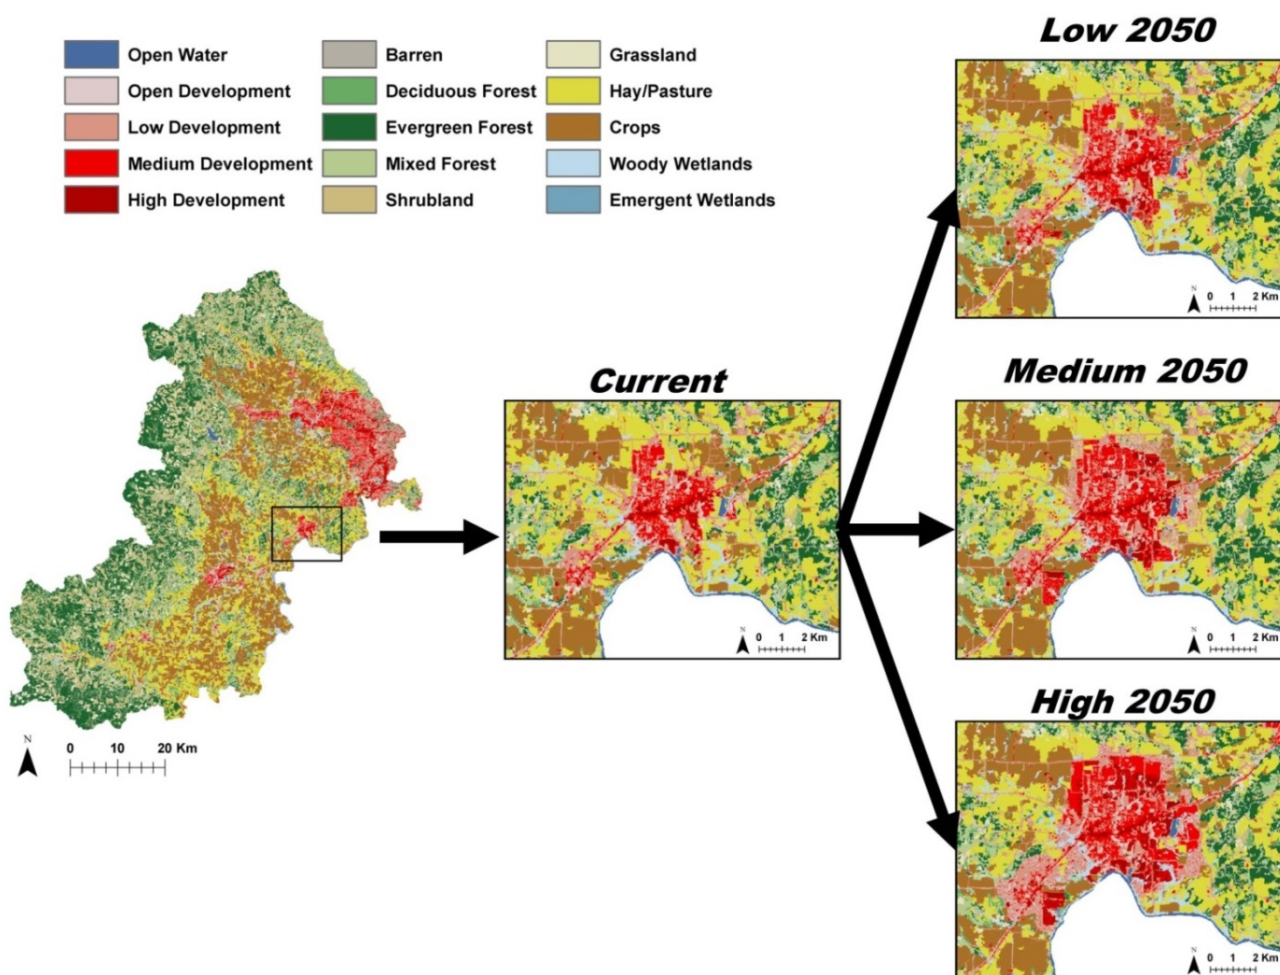 Low 2050
Open Water
Barren
Grassland
Open Development
Deciduous Forest
Hay/Pasture
Low Development
Evergreen Forest
Crops
Medium Development
Mixed Forest
Woody Wetlands
High Development
Shrubland
Emergent Wetlands
N
0 1 2 Km
Current
Medium 2050
N
0 1 2 Km
N
0 1 2 Km
High 2050
N
0 10 20 Km
N
0 1 2 Km